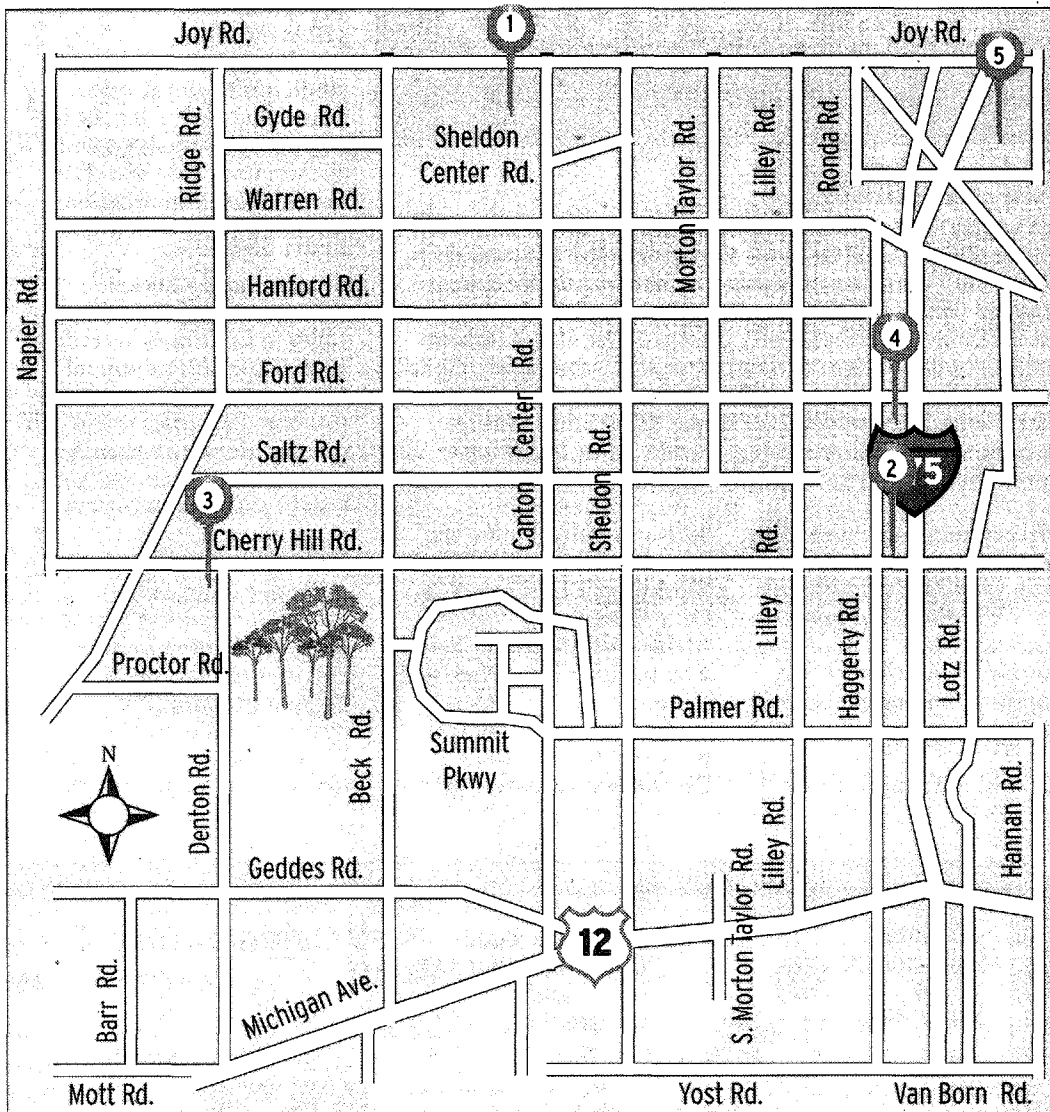 Joy Rd.
1
Joy Rd.
5
Gyde Rd.
Sheldon
Center Rd.
Ridge Rd.
Warren Rd.
Morton Taylor Rd.
Lilley Rd.
Ronda Rd.
Napier Rd.
Hanford Rd.
4
Ford Rd.
Canton Center Rd.
Sheldon Rd.
Saltz Rd.
2
75
3
Cherry Hill Rd.
Lilley Rd.
Haggerty Rd.
Lotz Rd.
Proctor Rd.
Palmer Rd.
Summit
Pkwy
Beck Rd.
N
Denton Rd.
Hannan Rd.
Geddes Rd.
S. Morton Taylor Rd.
Lilley Rd.
12
Barr Rd.
Michigan Ave.
Mott Rd.
Yost Rd.
Van Born Rd.